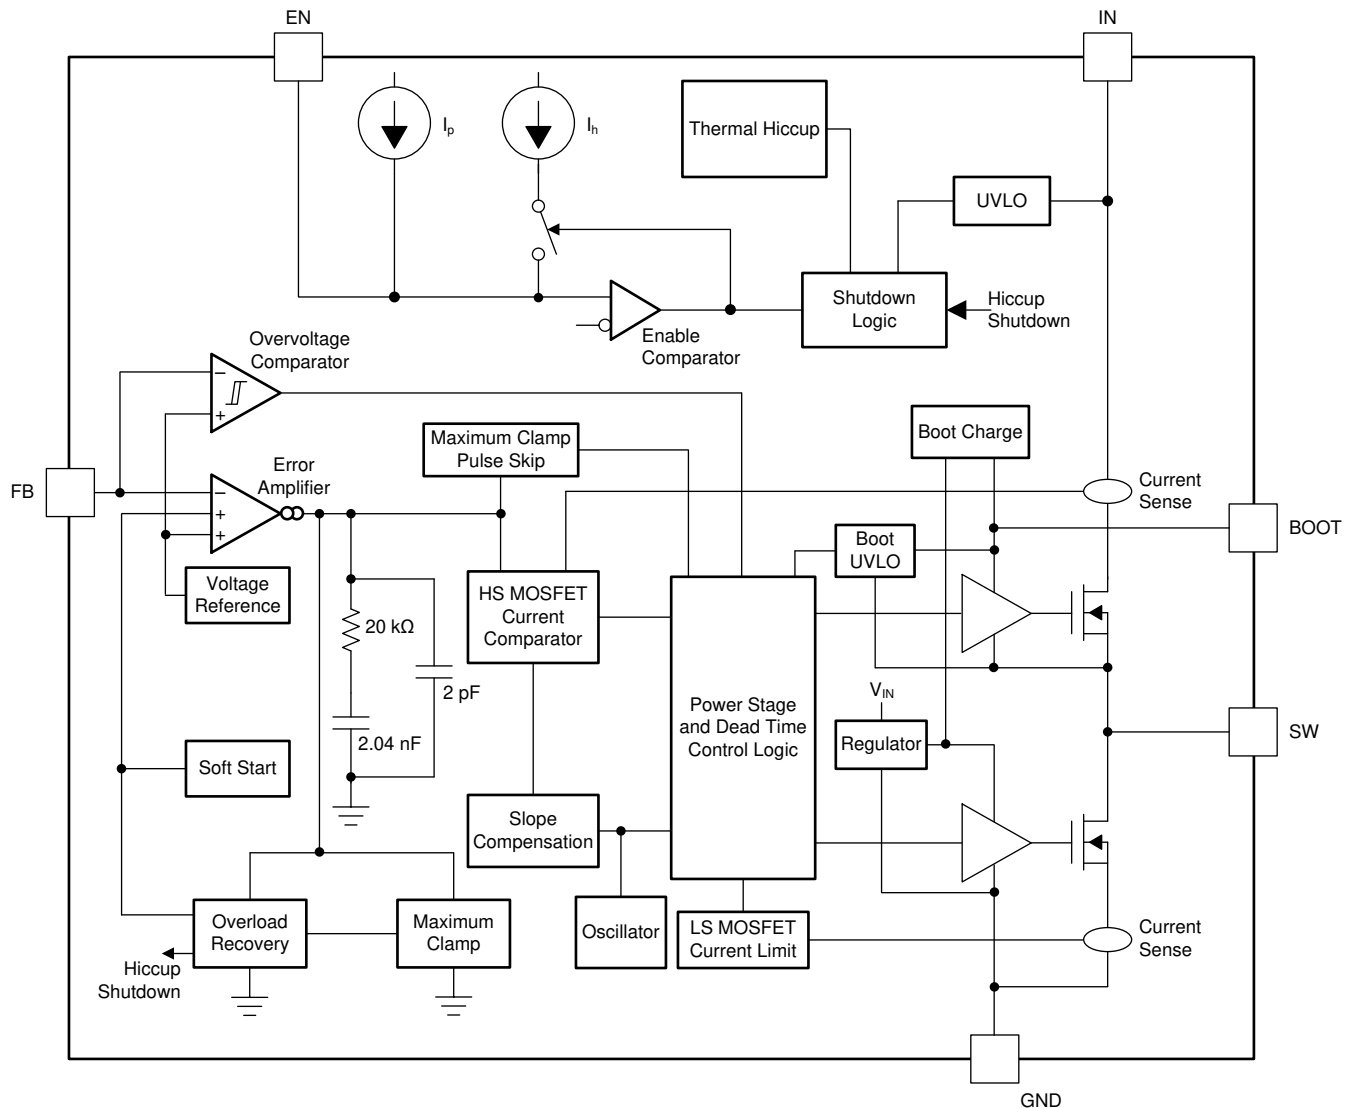 EN
IN
Ip
Ih
Thermal Hiccup
UVLO
Shutdown
Logic
Hiccup
Shutdown
Enable
Comparator
Overvoltage
Comparator
−
+
Maximum Clamp
Pulse Skip
Boot Charge
Current
Sense
FB
Error
Amplifier
−
+
+
BOOT
Boot
UVLO
Voltage
Reference
HS MOSFET
Current
Comparator
20 kΩ
2 pF
2.04 nF
Power Stage
and Dead Time
Control Logic
VIN
Regulator
SW
Soft Start
Slope
Compensation
Overload
Recovery
Maximum
Clamp
Oscillator
LS MOSFET
Current Limit
Current
Sense
Hiccup
Shutdown
GND